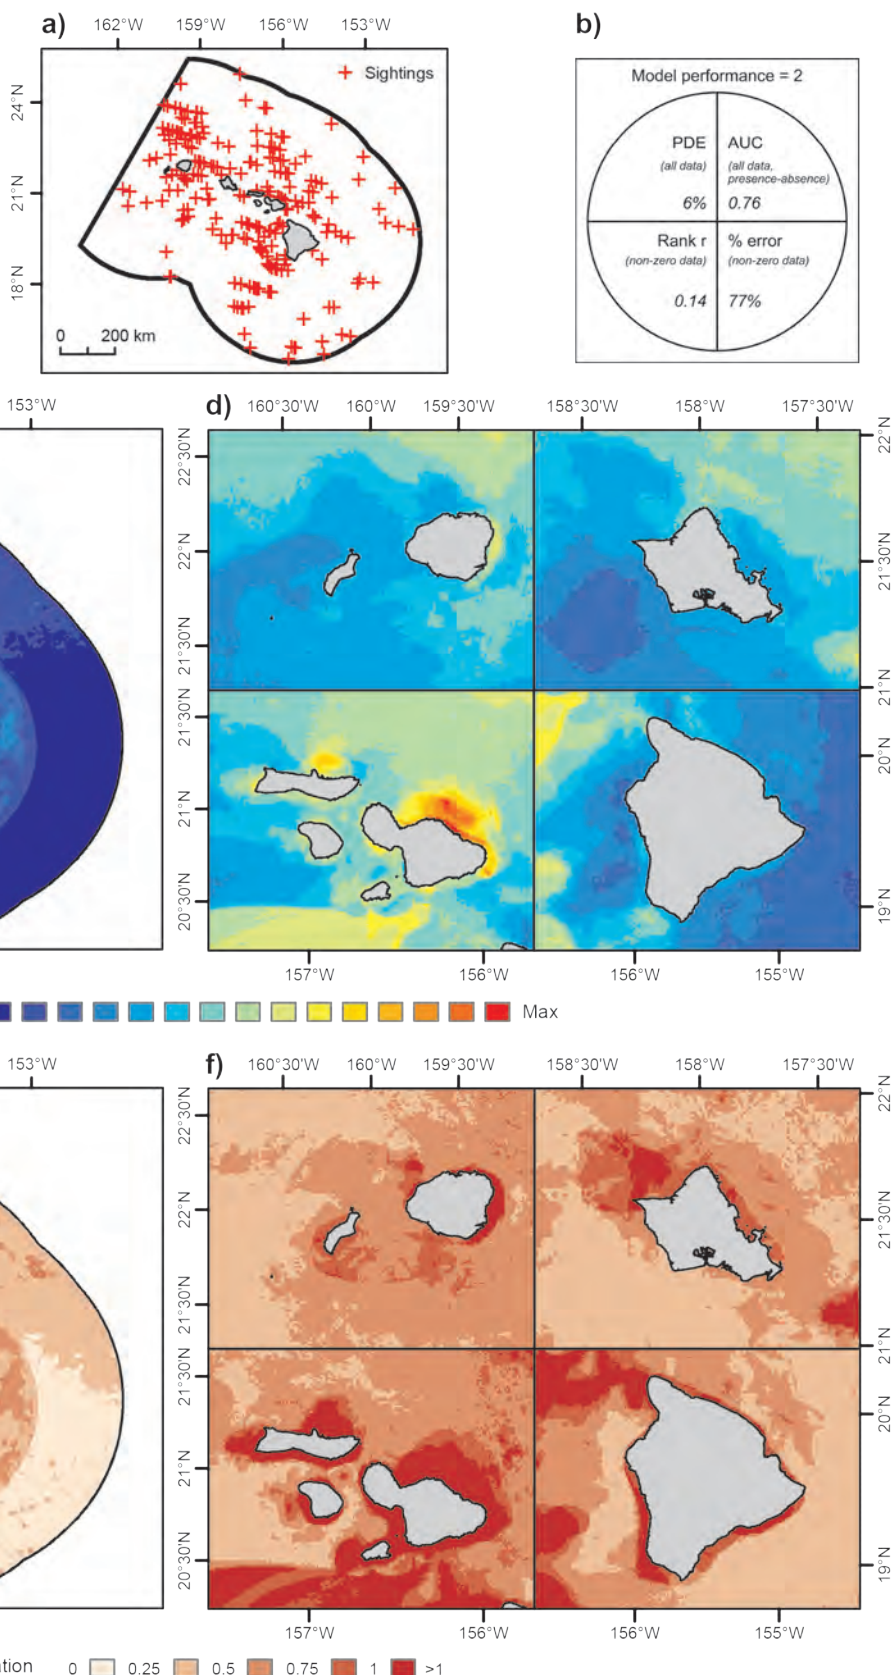 a)
162°W 159°W 156°W 153°W
24°N
21°N
18°N
Sightings
0 200 km
b)
Model performance = 2
PDE
(all data)
6%
AUC
(all data,
presence-absence)
0.76
Rank r
(non-zero data)
0.14
% error
(non-zero data)
77%
153°W
d)
160°30'W 160°W 159°30'W 158°30'W 158°W 157°30'W
22°30'N
22°N
21°30'N
21°30'N
21°N
20°30'N
22°N
21°30'N
21°N
20°N
19°N
157°W 156°W 156°W 155°W
Max
153°W
f)
160°30'W 160°W 159°30'W 158°30'W 158°W 157°30'W
22°30'N
22°N
21°30'N
21°30'N
21°N
20°30'N
22°N
21°30'N
21°N
20°N
19°N
157°W 156°W 156°W 155°W
ation 0 0.25 0.5 0.75 1 >1